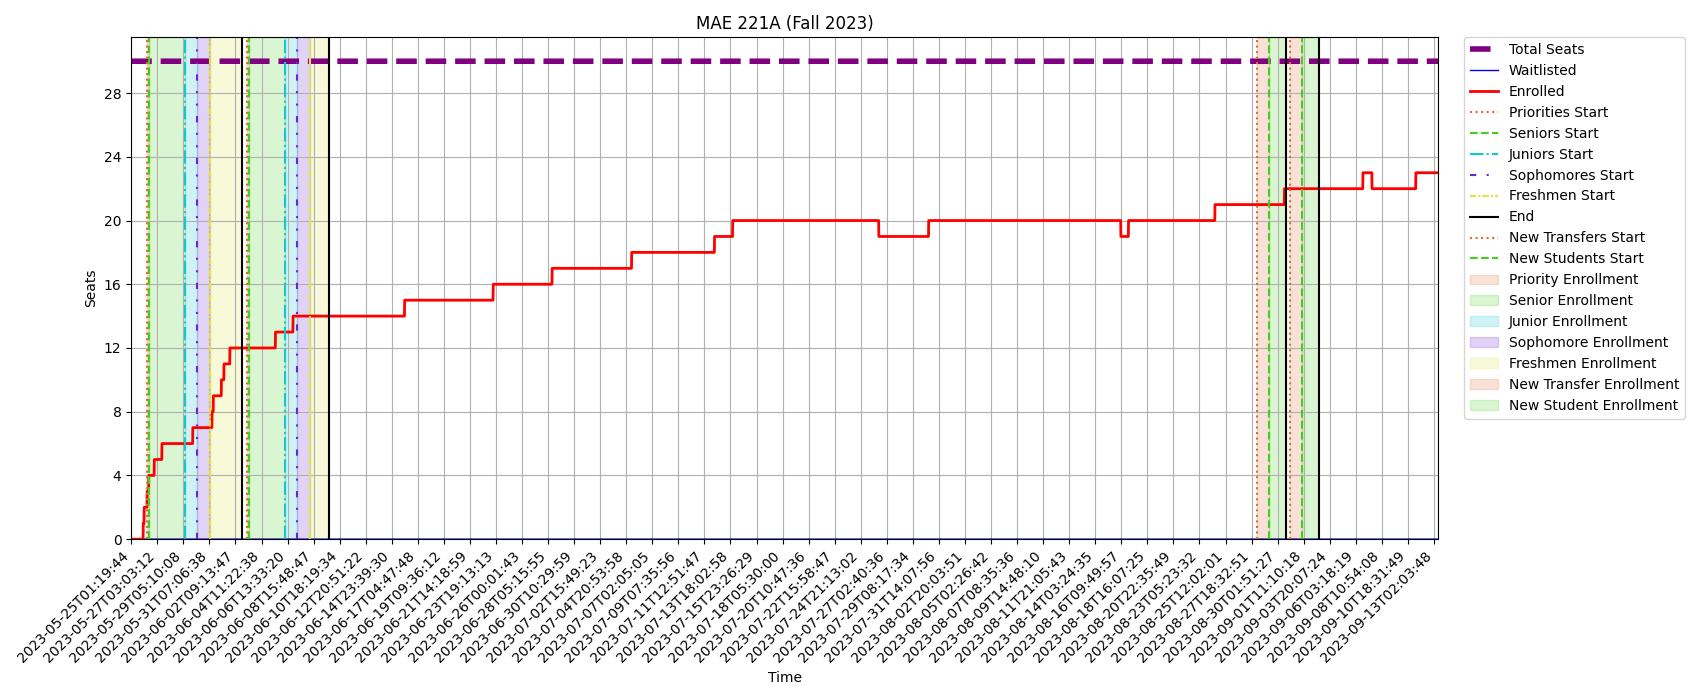 MAE 221A (Fall 2023)
Seats
28
24
20
16
12
8
4
0
2023-05-25T01:19:44
2023-05-27T03:03:12
2023-05-29T05:10:08
2023-05-31T07:06:38
2023-06-02T09:13:47
2023-06-04T11:22:38
2023-06-06T13:33:20
2023-06-08T15:48:47
2023-06-10T18:19:34
2023-06-12T20:51:22
2023-06-14T23:39:30
2023-06-17T04:47:48
2023-06-19T09:36:12
2023-06-21T14:18:59
2023-06-23T19:13:13
2023-06-26T00:01:43
2023-06-28T05:15:55
2023-06-30T10:29:59
2023-07-02T15:49:23
2023-07-04T20:53:58
2023-07-07T02:05:05
2023-07-09T07:35:56
2023-07-11T12:51:47
2023-07-13T18:02:58
2023-07-15T23:26:29
2023-07-18T05:30:00
2023-07-20T10:47:36
2023-07-22T15:58:47
2023-07-24T21:13:02
2023-07-27T02:40:36
2023-07-29T08:17:34
2023-07-31T14:07:56
2023-08-02T20:03:51
2023-08-05T02:26:42
2023-08-07T08:35:36
2023-08-09T14:48:10
2023-08-11T21:05:43
2023-08-14T03:24:35
2023-08-16T09:49:57
2023-08-18T16:07:25
2023-08-20T22:35:49
2023-08-23T05:23:32
2023-08-25T12:02:01
2023-08-27T18:32:51
2023-08-30T01:51:27
2023-09-01T11:10:18
2023-09-03T20:07:24
2023-09-06T03:18:19
2023-09-08T10:54:08
2023-09-10T18:31:49
2023-09-13T02:03:48
Time
Total Seats
Waitlisted
Enrolled
Priorities Start
Seniors Start
Juniors Start
Sophomores Start
Freshmen Start
End
New Transfers Start
New Students Start
Priority Enrollment
Senior Enrollment
Junior Enrollment
Sophomore Enrollment
Freshmen Enrollment
New Transfer Enrollment
New Student Enrollment